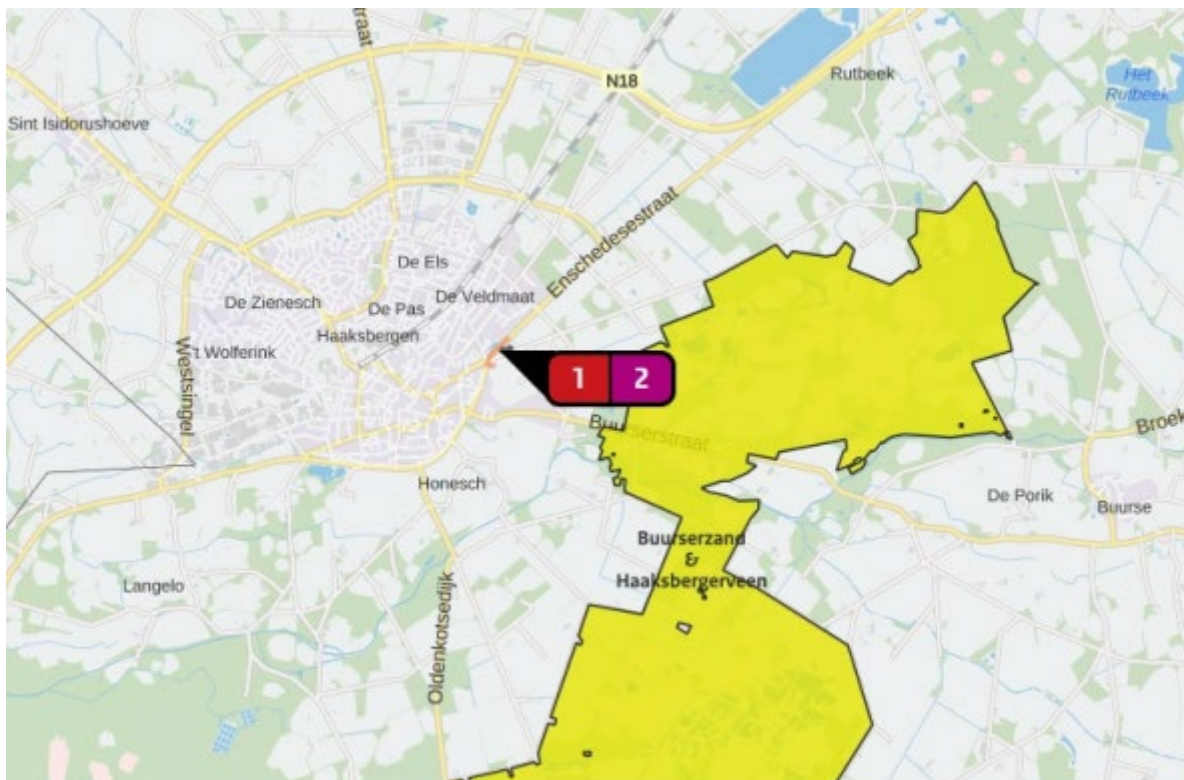 traat
N18
Rutbeek
Het
Rutbeek
Sint Isidorushoeve
Enschedesestraat
De Els
De Zienesch
De Pas
De Veldmaat
Haaksbergen
't Wolferink
Westsingel
1 2
Buurserstraat
Broek
Honesch
De Porik
Buurse
Buurserzand
&
Haaksbergerveen
Langelo
Oldenkotsedijk